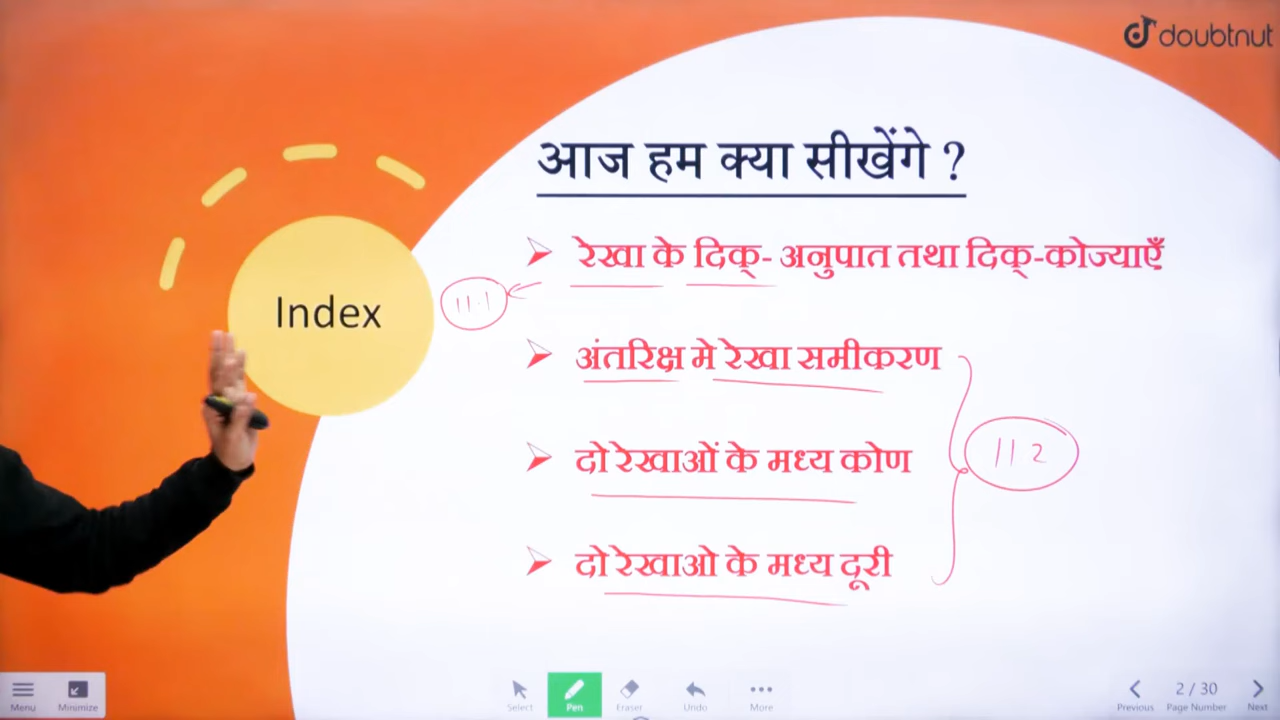 doubtnut
आज हम क्या सीखेंगे ?
रेखा के दिक्- अनुपात तथा दिक्-कोज्याएँ
11.1
Index
अंतरिक्ष मे रेखा समीकरण
दो रेखाओं के मध्य कोण
11 2
दो रेखाओ के मध्य दूरी
Menu
Minimize
Select
Pen
Eraser
Undo
More
Previous
2 / 30
Page Number
Next